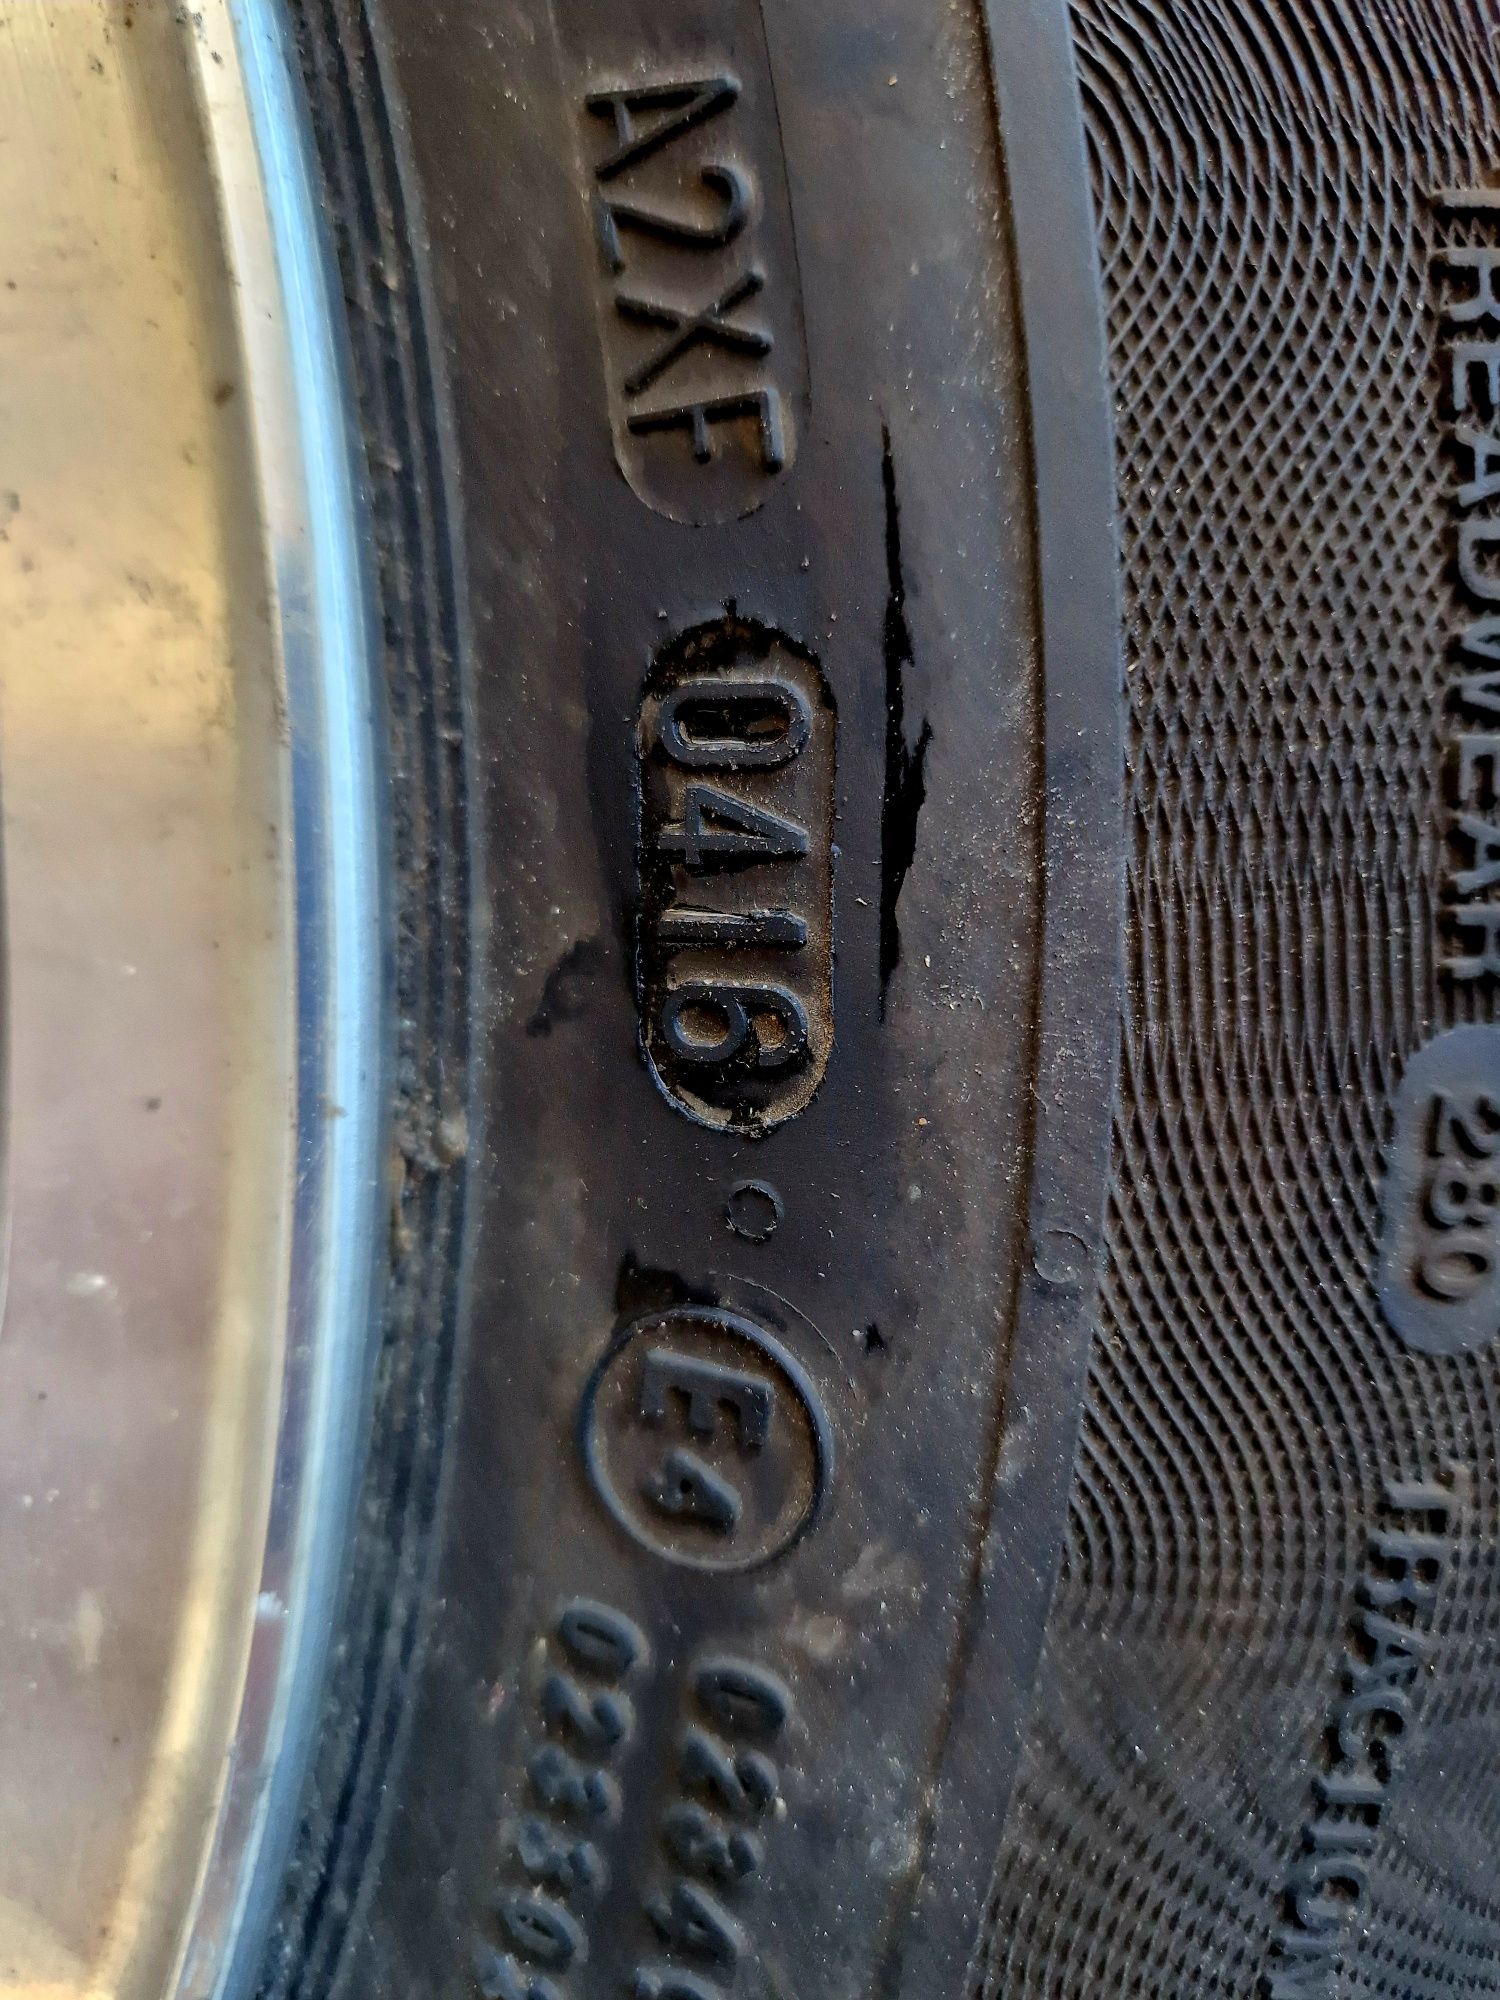 A2XF
0416
E4
TREADWEAR 280
TRACTION